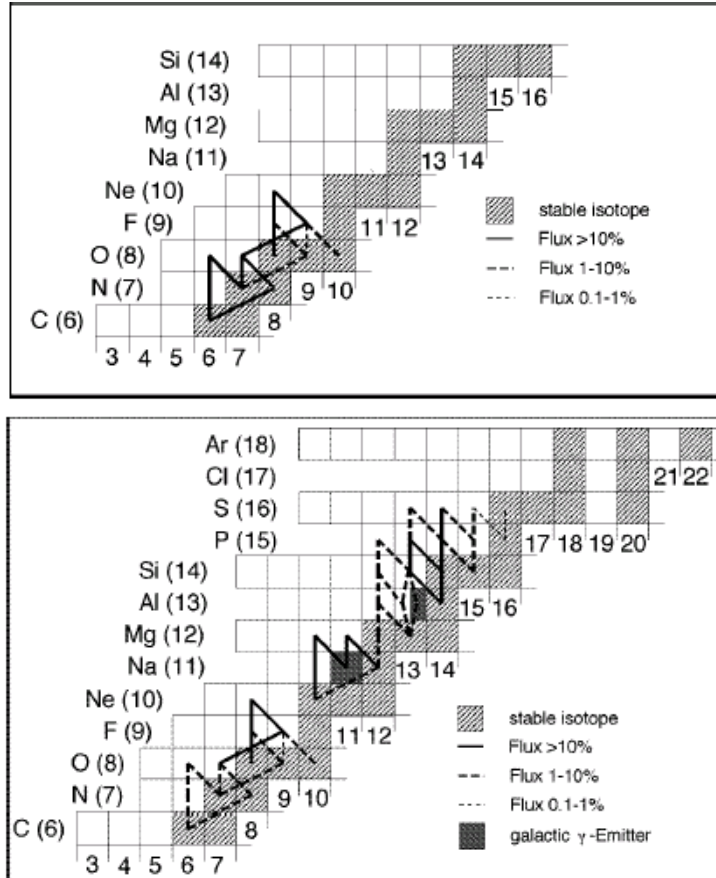 Si (14)
Al (13)
15 16
Mg (12)
Na (11)
13 14
Ne (10)
F (9)
11 12
stable isotope
O (8)
Flux >10%
N (7)
9 10
Flux 1-10%
C (6)
8
Flux 0.1-1%
3 4 5 6 7
Ar (18)
Cl (17)
21 22
S (16)
P (15)
17 18 19 20
Si (14)
Al (13)
15 16
Mg (12)
Na (11)
13 14
Ne (10)
F (9)
11 12
stable isotope
O (8)
Flux >10%
N (7)
9 10
Flux 1-10%
Flux 0.1-1%
C (6)
8
galactic γ-Emitter
3 4 5 6 7